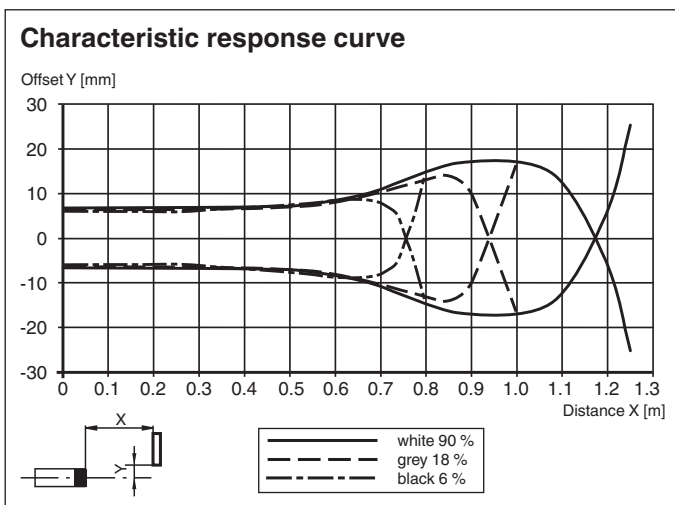 Characteristic response curve
Offset Y [mm]
30
20
10
0
-10
-20
-30
0 0.1 0.2 0.3 0.4 0.5 0.6 0.7 0.8 0.9 1.0 1.1 1.2 1.3
Distance X [m]
X
Y
white 90 %
grey 18 %
black 6 %